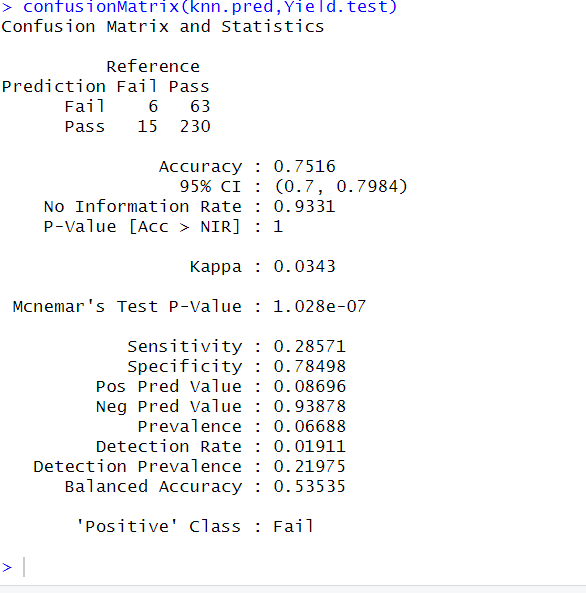 > confusionMatrix(knn.pred,Yield.test)
Confusion Matrix and Statistics
Reference
Prediction Fail Pass
Fail 6 63
Pass 15 230
Accuracy : 0.7516
95% CI : (0.7, 0.7984)
No Information Rate : 0.9331
P-Value [Acc > NIR] : 1
Kappa : 0.0343
Mcnemar's Test P-Value : 1.028e-07
Sensitivity : 0.28571
Specificity : 0.78498
Pos Pred Value : 0.08696
Neg Pred Value : 0.93878
Prevalence : 0.06688
Detection Rate : 0.01911
Detection Prevalence : 0.21975
Balanced Accuracy : 0.53535
'Positive' Class : Fail
>